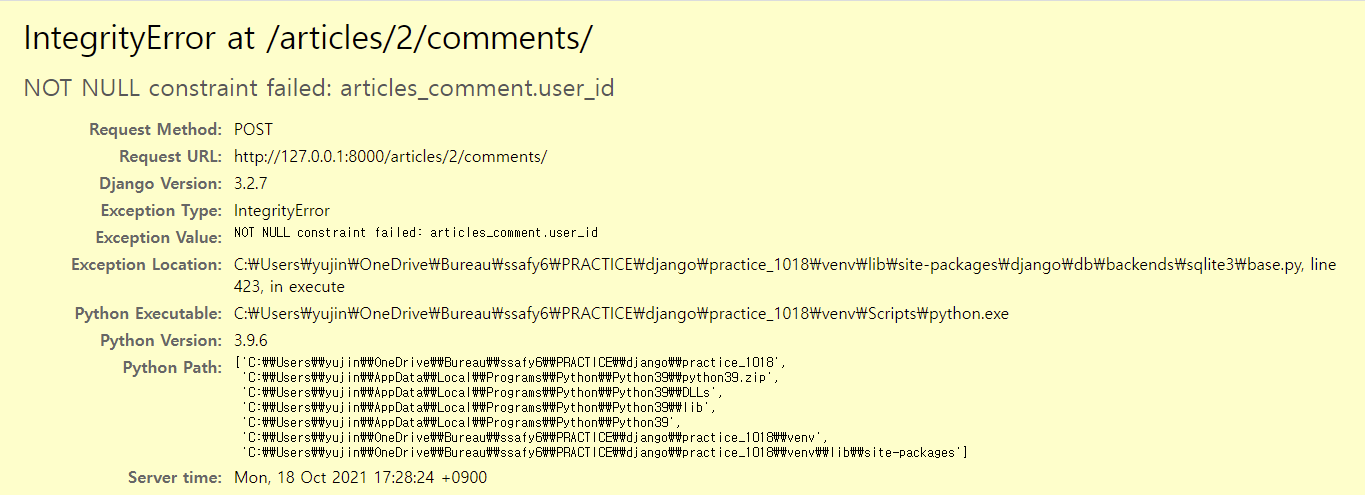 IntegrityError at /articles/2/comments/
NOT NULL constraint failed: articles_comment.user_id
Request Method: POST
Request URL: http://127.0.0.1:8000/articles/2/comments/
Django Version: 3.2.7
Exception Type: IntegrityError
Exception Value: NOT NULL constraint failed: articles_comment.user_id
Exception Location: C:₩Users₩yujin₩OneDrive₩Bureau₩ssafy6₩PRACTICE₩django₩practice_1018₩venv₩lib₩site-packages₩django₩db₩backends₩sqlite3₩base.py, line
423, in execute
Python Executable: C:₩Users₩yujin₩OneDrive₩Bureau₩ssafy6₩PRACTICE₩django₩practice_1018₩venv₩Scripts₩python.exe
Python Version: 3.9.6
Python Path: ['C:₩₩Users₩₩yujin₩₩OneDrive₩₩Bureau₩₩ssafy6₩₩PRACTICE₩₩django₩₩practice_1018',
'C:₩₩Users₩₩yujin₩₩AppData₩₩Local₩₩Programs₩₩Python₩₩Python39₩₩python39.zip',
'C:₩₩Users₩₩yujin₩₩AppData₩₩Local₩₩Programs₩₩Python₩₩Python39₩₩DLLs',
'C:₩₩Users₩₩yujin₩₩AppData₩₩Local₩₩Programs₩₩Python₩₩Python39₩₩lib',
'C:₩₩Users₩₩yujin₩₩AppData₩₩Local₩₩Programs₩₩Python₩₩Python39',
'C:₩₩Users₩₩yujin₩₩OneDrive₩₩Bureau₩₩ssafy6₩₩PRACTICE₩₩django₩₩practice_1018₩₩venv',
'C:₩₩Users₩₩yujin₩₩OneDrive₩₩Bureau₩₩ssafy6₩₩PRACTICE₩₩django₩₩practice_1018₩₩venv₩₩lib₩₩site-packages']
Server time: Mon, 18 Oct 2021 17:28:24 +0900